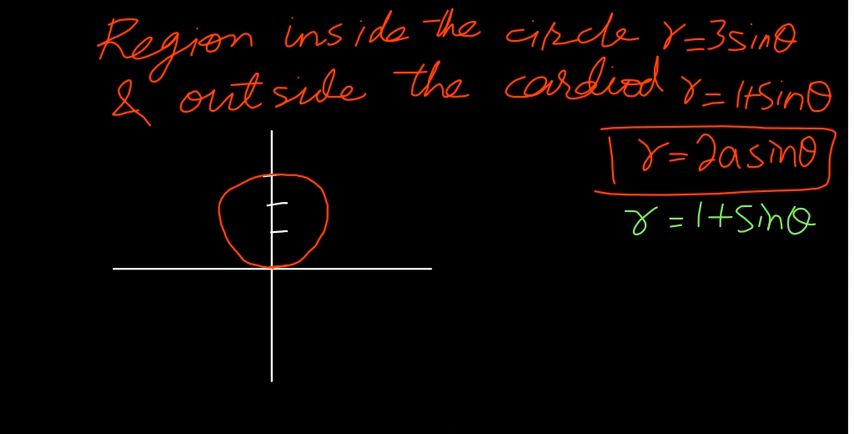 Region inside the circle r=3sinθ
& outside the cardiod r=1+sinθ
r=2asinθ
r=1+sinθ